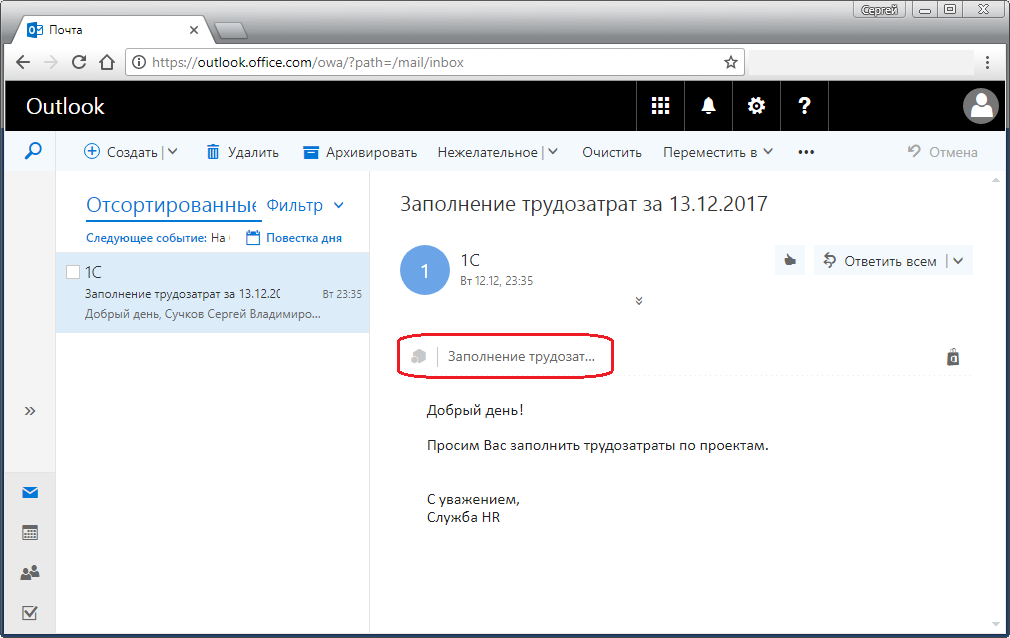 Сергей
Почта
https://outlook.office.com/owa/?path=/mail/inbox
Outlook
Создать Удалить Архивировать Нежелательное Очистить Переместить в ••• Отмена
Отсортированные Фильтр
Следующее событие: На Повестка дня
1С
Заполнение трудозатрат за 13.12.20 Вт 23:35
Добрый день, Сучков Сергей Владимиро...
Заполнение трудозатрат за 13.12.2017
1
1С
Вт 12.12, 23:35
Ответить всем
Заполнение трудозат...
Добрый день!
Просим Вас заполнить трудозатраты по проектам.
С уважением,
Служба HR